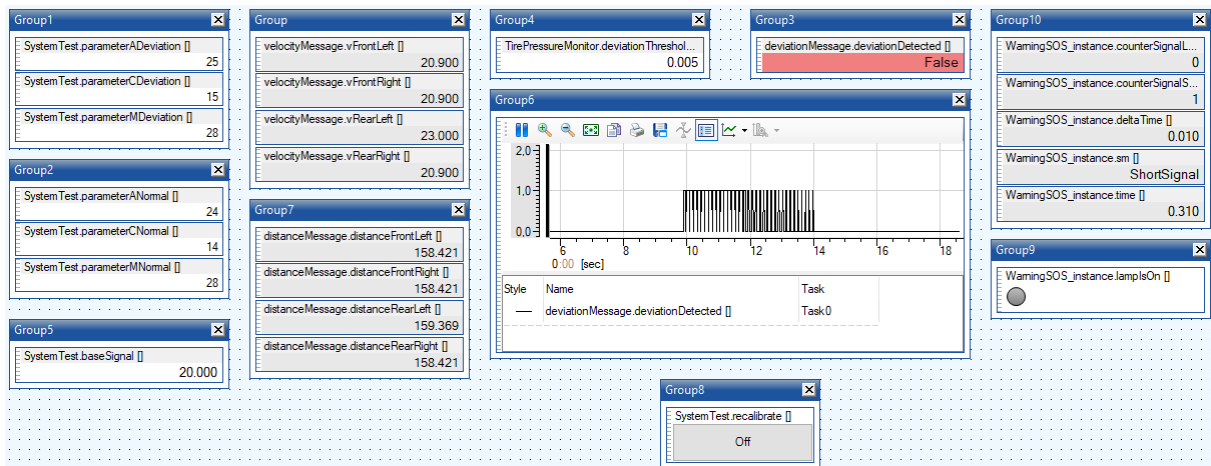 Group1
SystemTest.parameterADeviation []
25
SystemTest.parameterCDeviation []
15
SystemTest.parameterMDeviation []
28
Group2
SystemTest.parameterANormal []
24
SystemTest.parameterCNormal []
14
SystemTest.parameterMNormal []
28
Group5
SystemTest.baseSignal []
20.000
Group
velocityMessage.vFrontLeft []
20.900
velocityMessage.vFrontRight []
20.900
velocityMessage.vRearLeft []
23.000
velocityMessage.vRearRight []
20.900
Group7
distanceMessage.distanceFrontLeft []
158.421
distanceMessage.distanceFrontRight []
158.421
distanceMessage.distanceRearLeft []
159.369
distanceMessage.distanceRearRight []
158.421
Group4
TirePressureMonitor.deviationThreshol...
0.005
Group3
deviationMessage.deviationDetected []
False
Group6
2,0
1,0
0,0
6 8 10 12 14 16 18
0:00 [sec]
Style Name Task
deviationMessage.deviationDetected [] Task0
Group8
SystemTest.recalibrate []
Off
Group10
WarningSOS_instance.counterSignalL...
0
WarningSOS_instance.counterSignalS...
1
WarningSOS_instance.deltaTime []
0.010
WarningSOS_instance.sm []
ShortSignal
WarningSOS_instance.time []
0.310
Group9
WarningSOS_instance.lampIsOn []